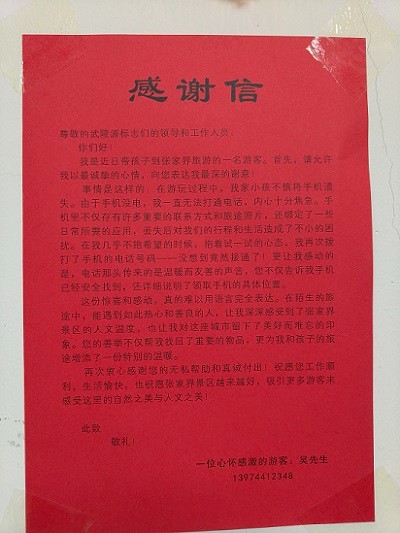 感谢信
尊敬的武陵源标志们的领导和工作人员：
你们好！
我是近日带孩子到张家界旅游的一名游客。首先，请允许
我以最诚挚的心情，向您表达我最深的谢意！
事情是这样的：在游玩过程中，我家小孩不慎将手机遗
失。由于手机没电，我一直无法打通电话，内心十分焦急。手
机里不仅存有许多重要的联系方式和旅途照片，还绑定了一些
日常所需的应用，丢失后对我们的行程和生活造成了不小的困
扰。在我几乎不抱希望的时候，抱着试一试的心态，我再次拨
打了手机的电话号码——没想到竟然接通了！更让我感动的
是，电话那头传来的是温暖而友善的声音，您不仅告诉我手机
已经安全找到，还详细说明了领取手机的具体位置。
这份惊喜和感动，真的难以用语言完全表达。在陌生的旅
途中，能遇到如此热心和善良的人，让我深深感受到了张家界
景区的人文温度，也让我对这座城市留下了美好而难忘的印
象。您的善举不仅帮我找回了重要的物品，更为我和孩子的旅
途增添了一份特别的温暖。
再次衷心感谢您的无私帮助和真诚付出！祝愿您工作顺
利，生活愉快，也祝愿张家界景区越来越好，吸引更多游客来
感受这里的自然之美与人文之美！
此致
敬礼！
一位心怀感激的游客：吴先生
13974412348